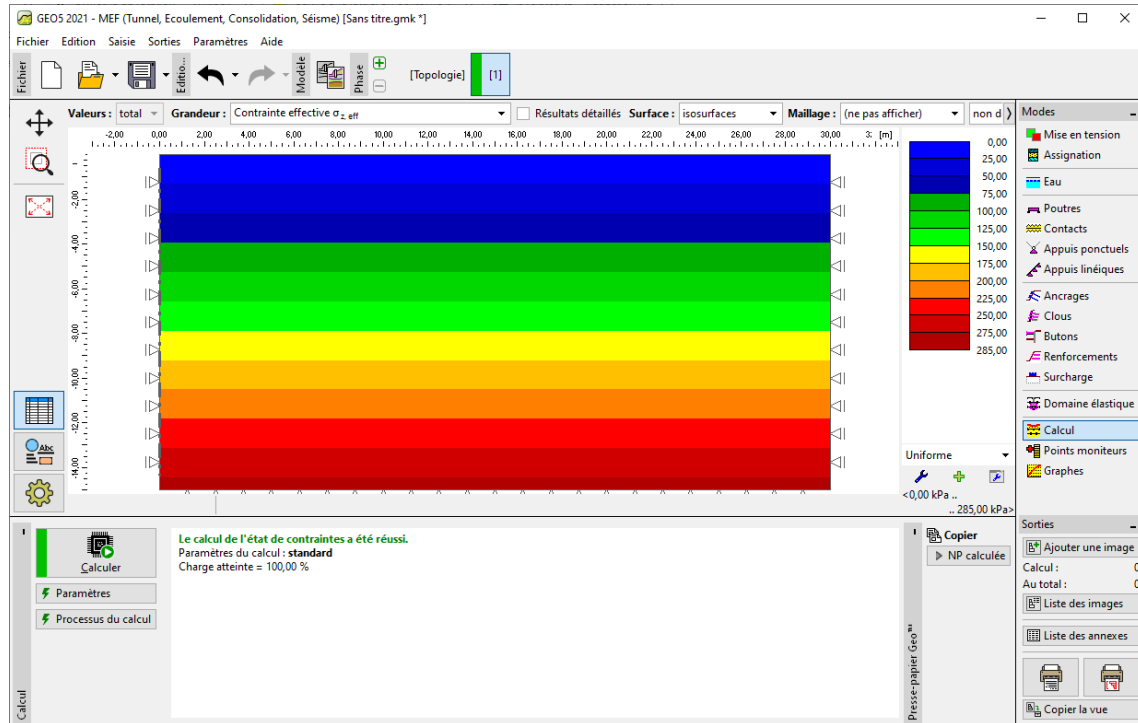 GEO5 2021 - MEF (Tunnel, Ecoulement, Consolidation, Séisme) [Sans titre.gmk *]
Fichier Edition Saisie Sorties Paramètres Aide
Fichier
Editio...
Modèle
Phase
[Topologie] [1]
Valeurs : total Grandeur : Contrainte effective σz, eff Résultats détaillés Surface : isosurfaces Maillage : (ne pas afficher) non d
-2,00 0,00 2,00 4,00 6,00 8,00 10,00 12,00 14,00 16,00 18,00 20,00 22,00 24,00 26,00 28,00 30,00 3: [m]
-2,00
-4,00
-6,00
-8,00
-10,00
-12,00
-14,00
0,00
25,00
50,00
75,00
100,00
125,00
150,00
175,00
200,00
225,00
250,00
275,00
285,00
Uniforme
<0,00 kPa ..
.. 285,00 kPa>
Abc
Modes
Mise en tension
Assignation
Eau
Poutres
Contacts
Appuis ponctuels
Appuis linéiques
Ancrages
Clous
Butons
Renforcements
Surcharge
Domaine élastique
Calcul
Points moniteurs
Graphes
Calculer
Paramètres
Processus du calcul
Calcul
Le calcul de l'état de contraintes a été réussi.
Paramètres du calcul : standard
Charge atteinte = 100,00 %
Presse-papier Geo™
Copier
NP calculée
Sorties
Ajouter une image
Calcul : 0
Au total : 0
Liste des images
Liste des annexes
Copier la vue